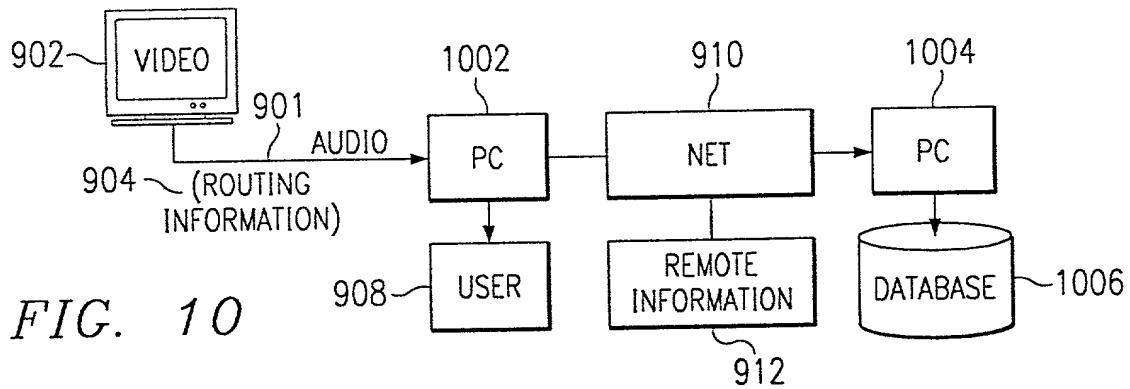 902
VIDEO
901
AUDIO
904
(ROUTING
INFORMATION)
1002
PC
910
NET
1004
PC
908
USER
REMOTE
INFORMATION
912
DATABASE
1006
FIG. 10